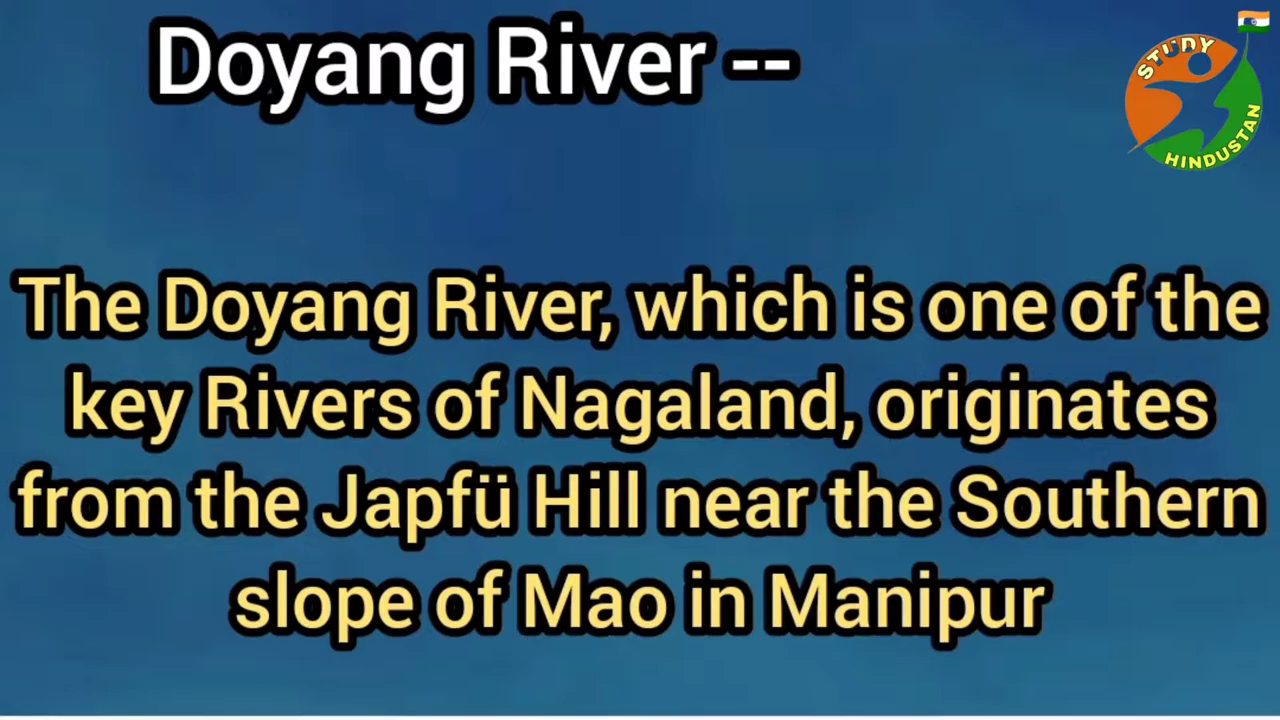 Doyang River --
STUDY
HINDUSTAN
The Doyang River, which is one of the
key Rivers of Nagaland, originates
from the Japfü Hill near the Southern
slope of Mao in Manipur